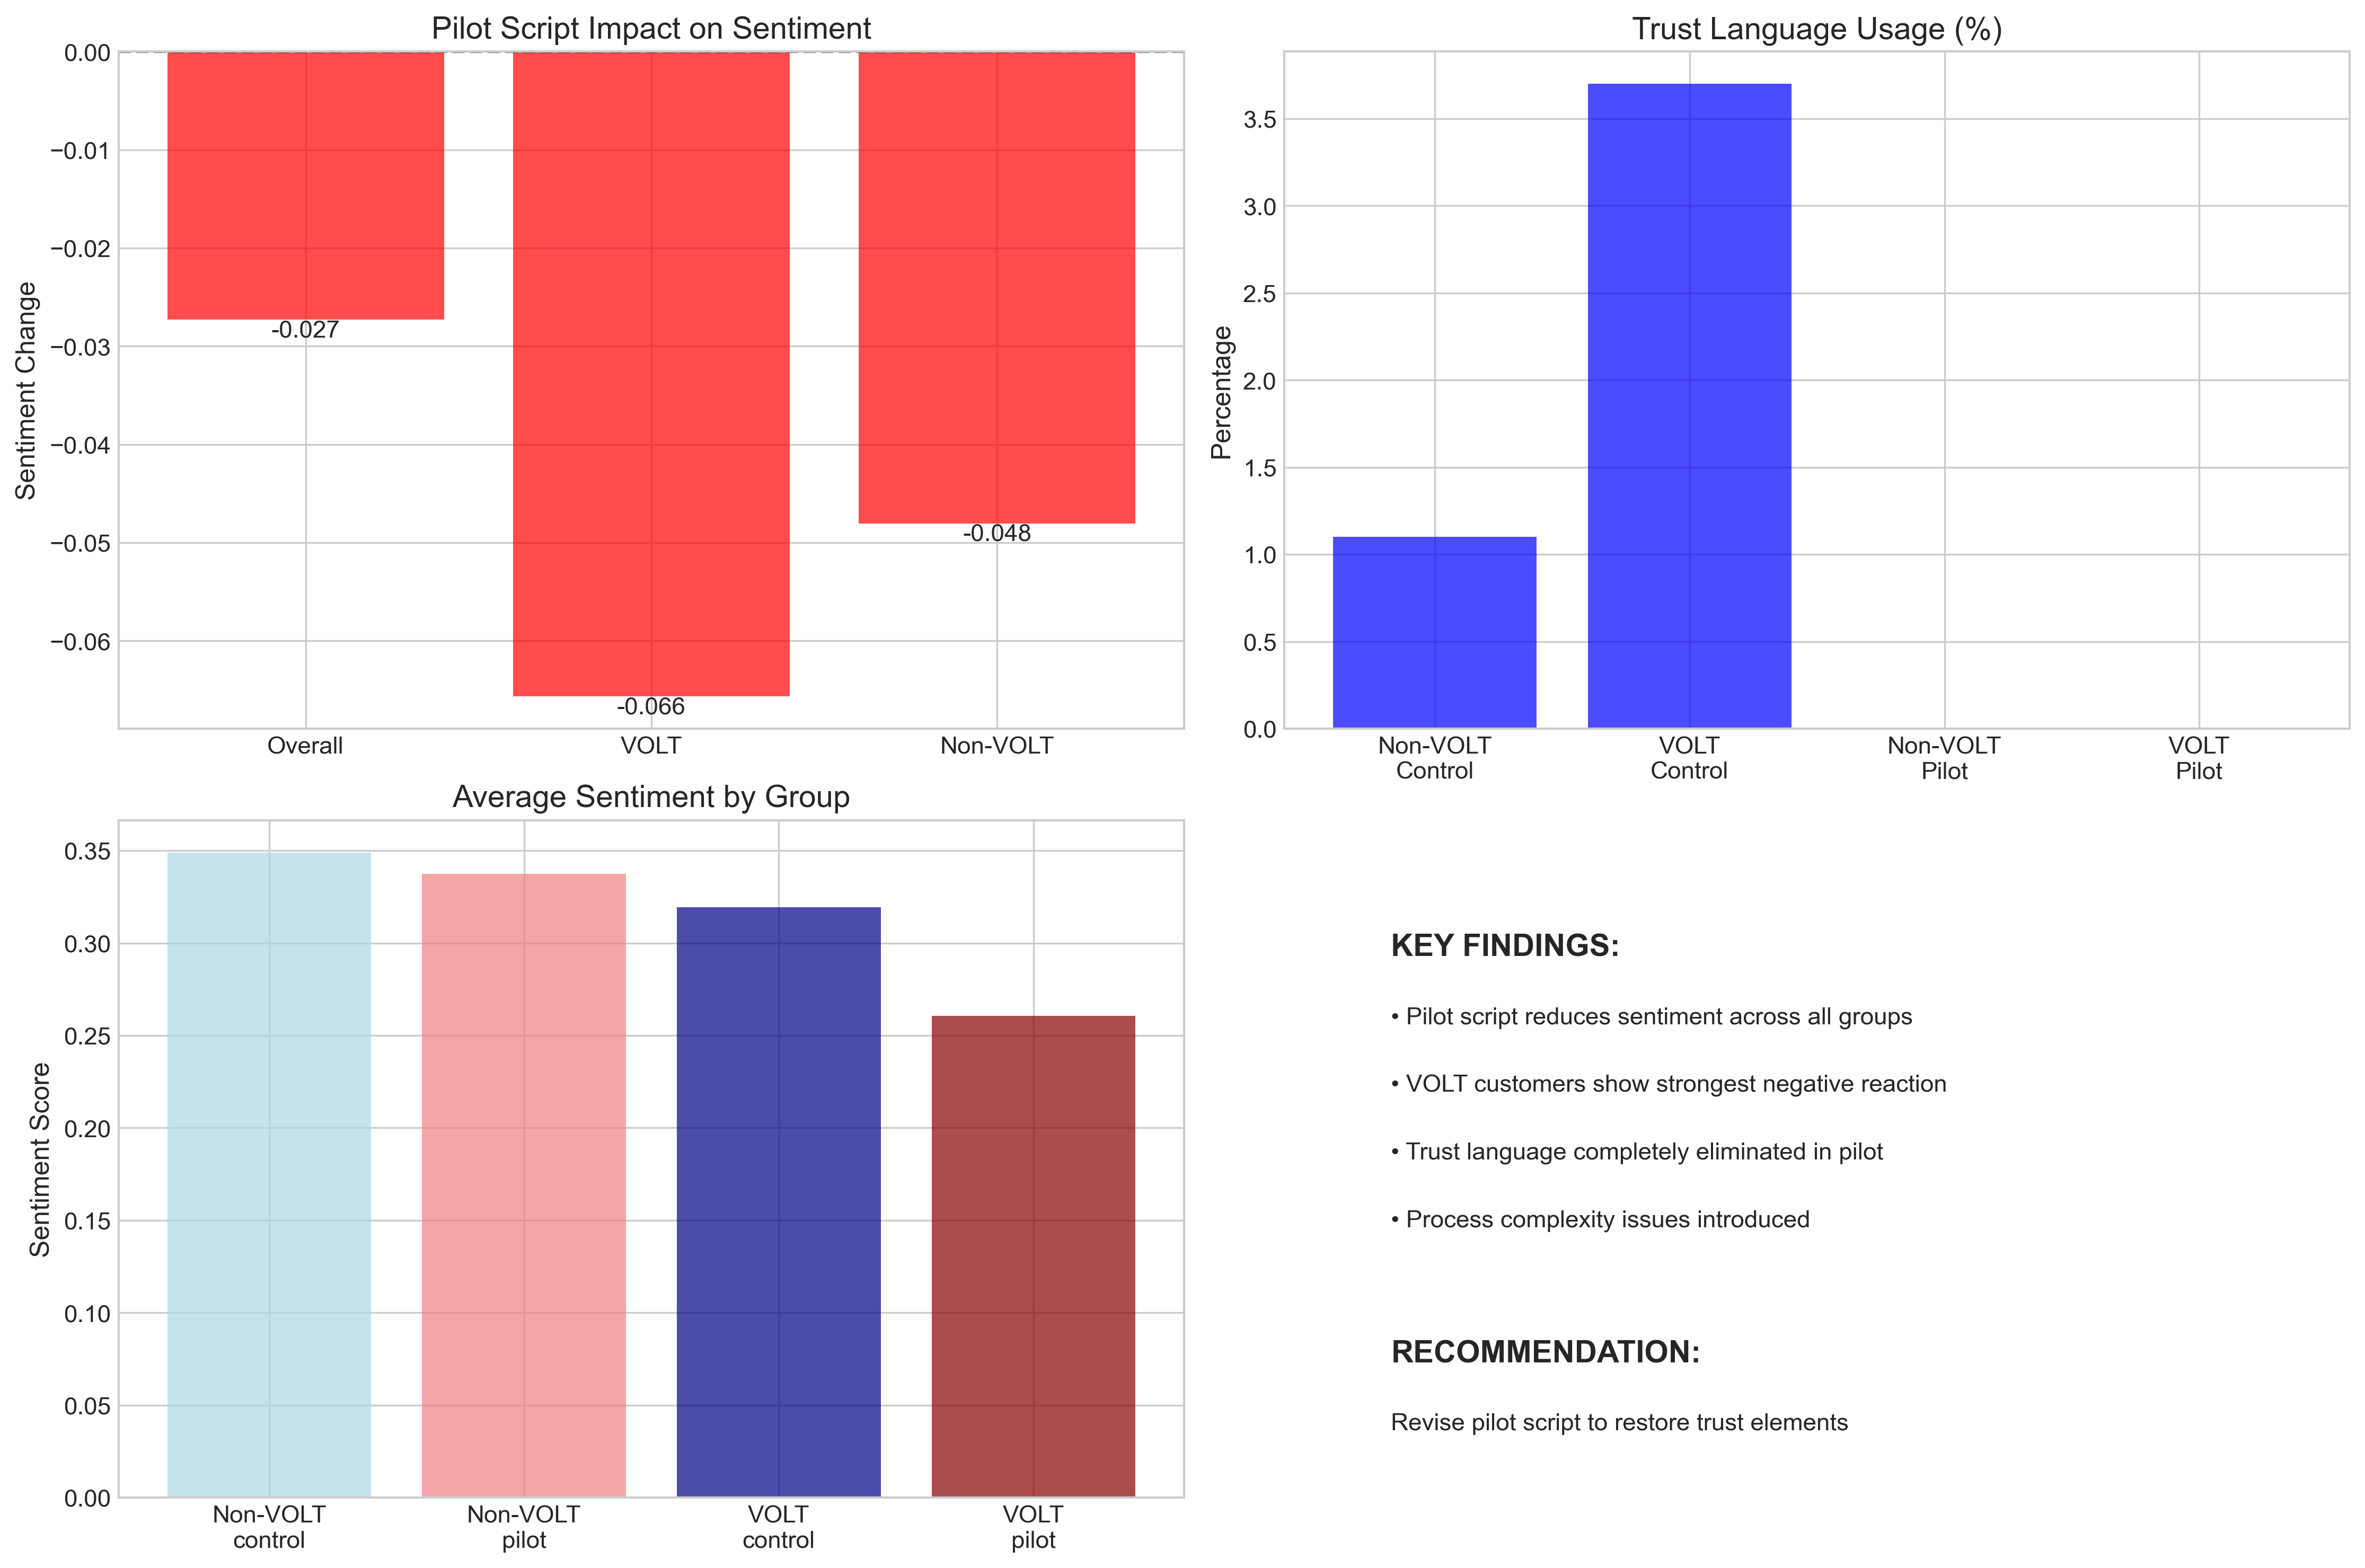 Pilot Script Impact on Sentiment
Sentiment Change
0.00
−0.01
−0.02
−0.03
−0.04
−0.05
−0.06
-0.027
-0.066
-0.048
Overall
VOLT
Non-VOLT
Trust Language Usage (%)
Percentage
3.5
3.0
2.5
2.0
1.5
1.0
0.5
0.0
Non-VOLT
Control
VOLT
Control
Non-VOLT
Pilot
VOLT
Pilot
Average Sentiment by Group
Sentiment Score
0.35
0.30
0.25
0.20
0.15
0.10
0.05
0.00
Non-VOLT
control
Non-VOLT
pilot
VOLT
control
VOLT
pilot
KEY FINDINGS:
• Pilot script reduces sentiment across all groups
• VOLT customers show strongest negative reaction
• Trust language completely eliminated in pilot
• Process complexity issues introduced
RECOMMENDATION:
Revise pilot script to restore trust elements